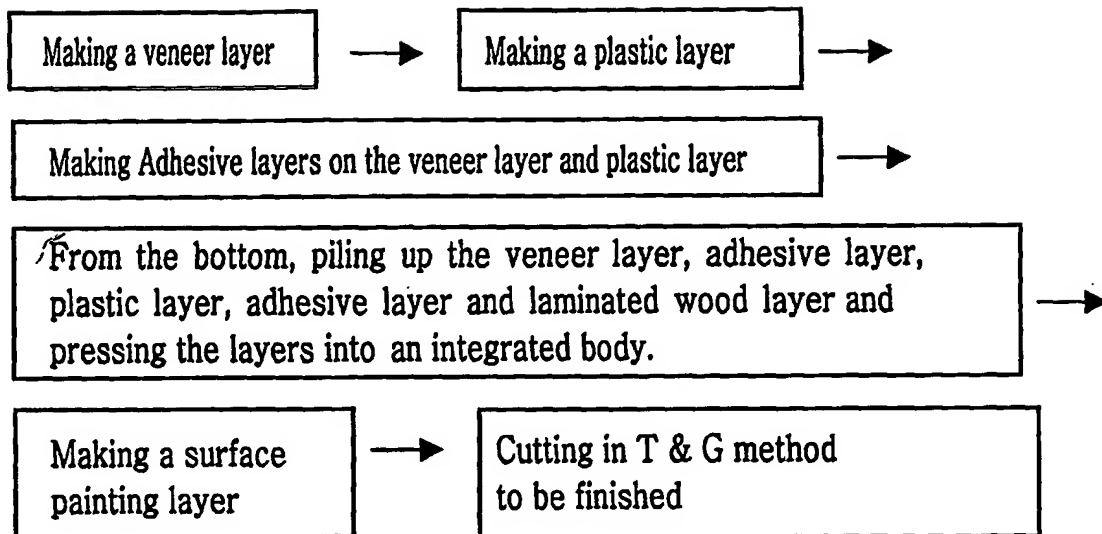 Making a veneer layer
Making a plastic layer
Making Adhesive layers on the veneer layer and plastic layer
From the bottom, piling up the veneer layer, adhesive layer,
plastic layer, adhesive layer and laminated wood layer and
pressing the layers into an integrated body.
Making a surface
painting layer
Cutting in T & G method
to be finished